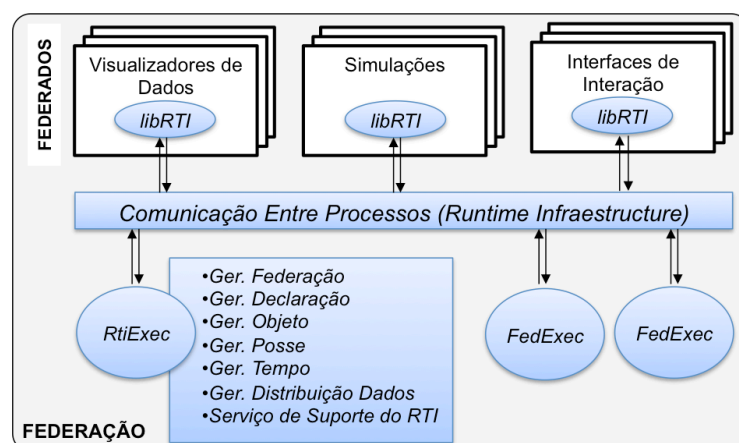 FEDERADOS
Visualizadores de
Dados
libRTI
Simulações
libRTI
Interfaces de
Interação
libRTI
Comunicação Entre Processos (Runtime Infraestructure)
RtiExec
•Ger. Federação
•Ger. Declaração
•Ger. Objeto
•Ger. Posse
•Ger. Tempo
•Ger. Distribuição Dados
•Serviço de Suporte do RTI
FedExec
FedExec
FEDERAÇÃO